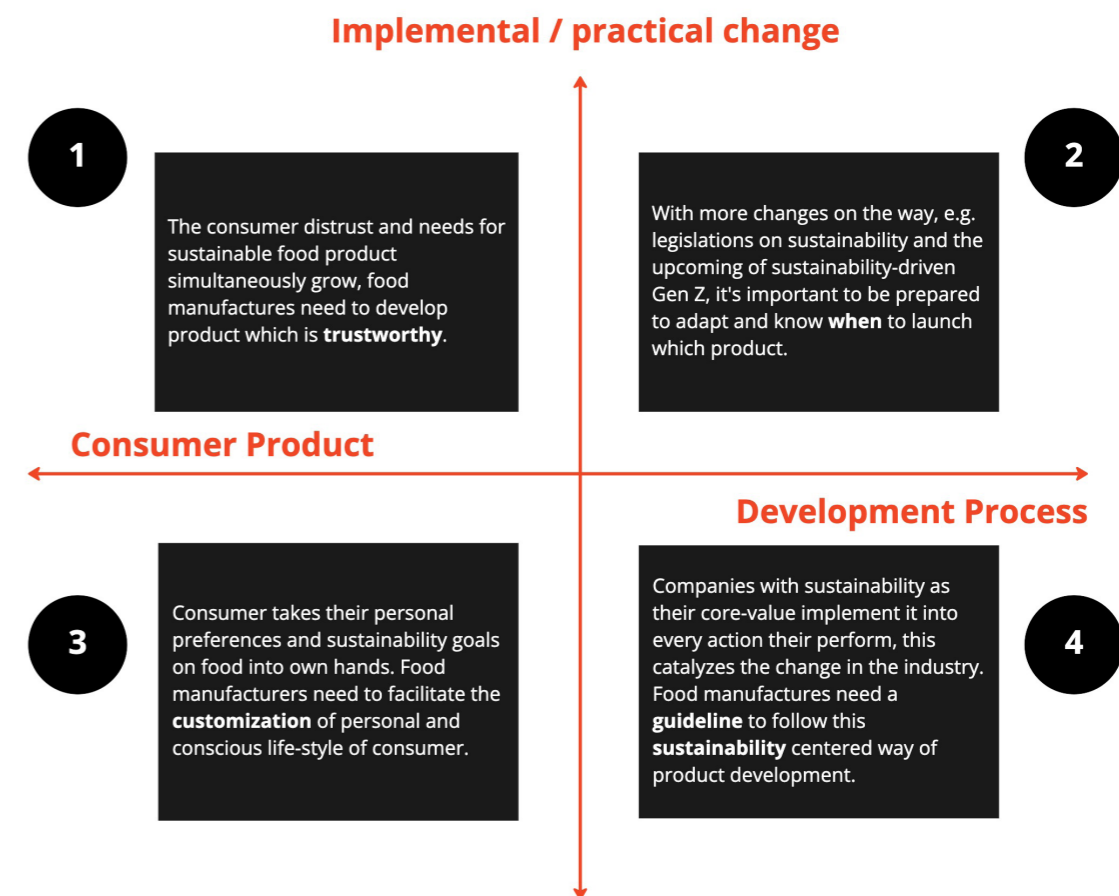 Implemental / practical change
1
The consumer distrust and needs for
sustainable food product
simultaneously grow, food
manufactures need to develop
product which is trustworthy.
2
With more changes on the way, e.g.
legislations on sustainability and the
upcoming of sustainability-driven
Gen Z, it's important to be prepared
to adapt and know when to launch
which product.
Consumer Product
Development Process
3
Consumer takes their personal
preferences and sustainability goals
on food into own hands. Food
manufacturers need to facilitate the
customization of personal and
conscious life-style of consumer.
Companies with sustainability as
their core-value implement it into
every action their perform, this
catalyzes the change in the industry.
Food manufactures need a
guideline to follow this
sustainability centered way of
product development.
4